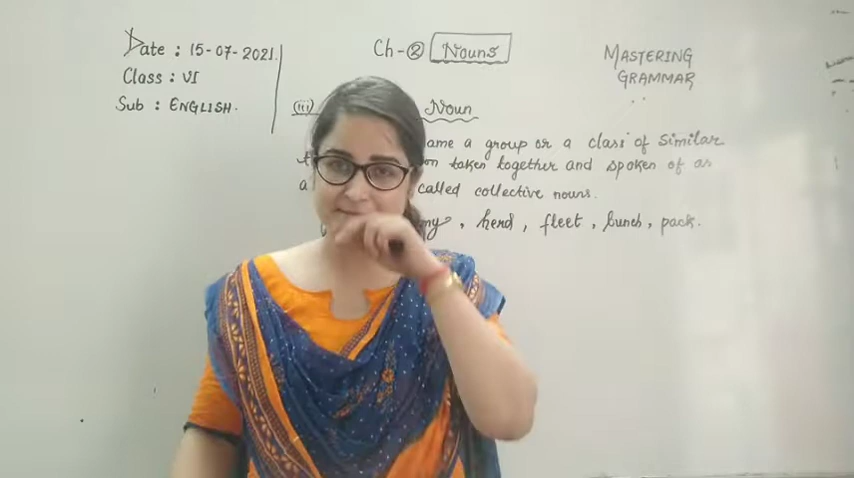 Date : 15-07-2021.
Class : VI
Sub : ENGLISH.
Ch-② Nouns
MASTERING
GRAMMAR
(iii) Noun
a group or a class of similar
taken together and spoken of as
called collective nouns.
, herd, fleet, bunch, pack.